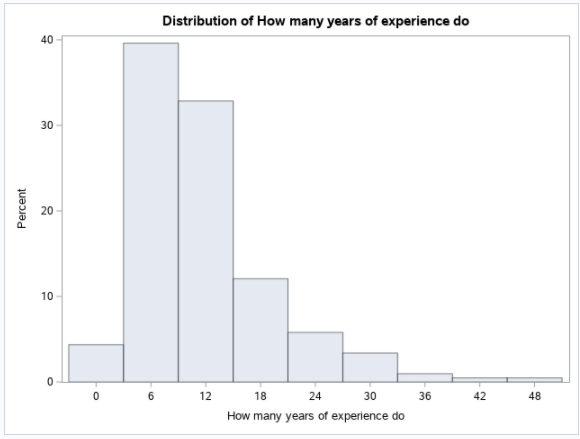 Distribution of How many years of experience do
40
30
20
10
0
Percent
0 6 12 18 24 30 36 42 48
How many years of experience do